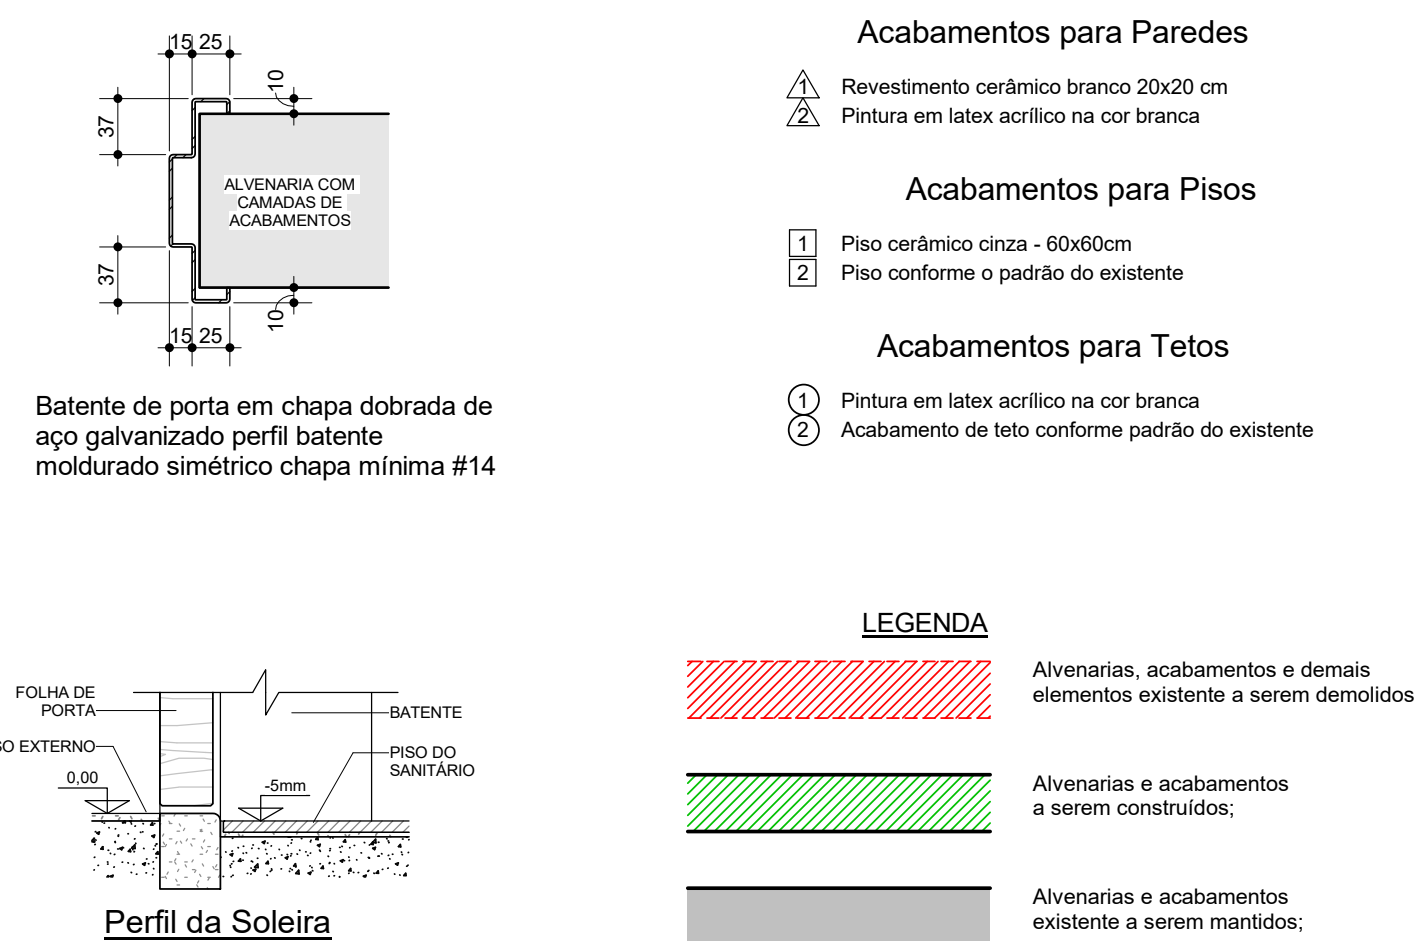 15 25
10
37
ALVENARIA COM
CAMADAS DE
ACABAMENTOS
37
10
15 25
Batente de porta em chapa dobrada de
aço galvanizado perfil batente
moldurado simétrico chapa mínima #14
Acabamentos para Paredes
1 Revestimento cerâmico branco 20x20 cm
2 Pintura em latex acrílico na cor branca
Acabamentos para Pisos
1 Piso cerâmico cinza - 60x60cm
2 Piso conforme o padrão do existente
Acabamentos para Tetos
1 Pintura em latex acrílico na cor branca
2 Acabamento de teto conforme padrão do existente
FOLHA DE
PORTA
BATENTE
EXTERNO
PISO DO
SANITÁRIO
0,00
-5mm
Perfil da Soleira
LEGENDA
Alvenarias, acabamentos e demais
elementos existente a serem demolidos
Alvenarias e acabamentos
a serem construídos;
Alvenarias e acabamentos
existente a serem mantidos;